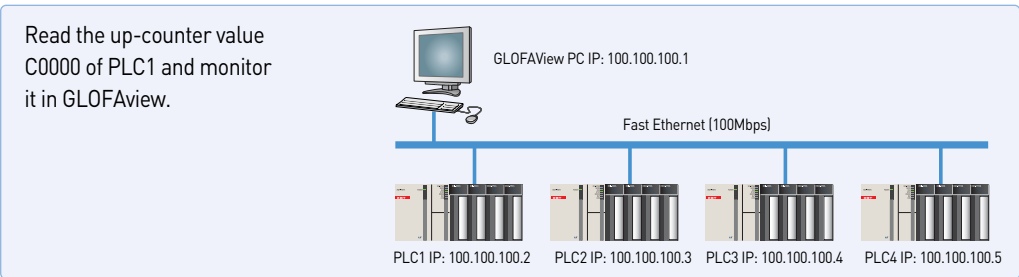 Read the up-counter value
C0000 of PLC1 and monitor
it in GLOFAview.
GLOFAView PC IP: 100.100.100.1
Fast Ethernet (100Mbps)
PLC1 IP: 100.100.100.2
PLC2 IP: 100.100.100.3
PLC3 IP: 100.100.100.4
PLC4 IP: 100.100.100.5